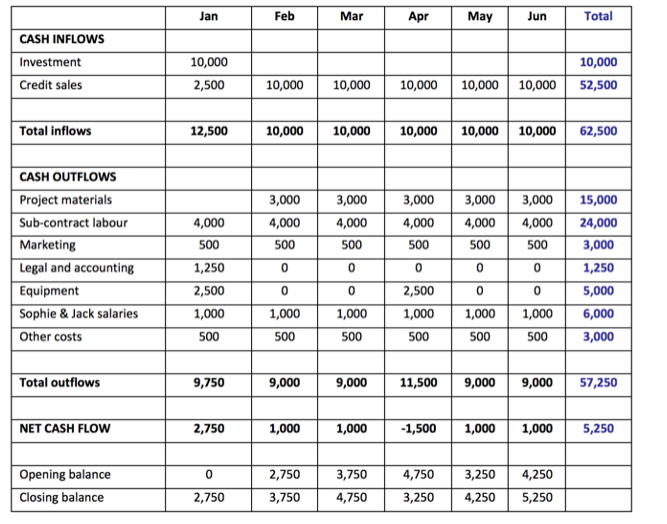 Jan Feb Mar Apr May Jun Total
CASH INFLOWS
Investment 10,000 10,000
Credit sales 2,500 10,000 10,000 10,000 10,000 10,000 52,500
Total inflows 12,500 10,000 10,000 10,000 10,000 10,000 62,500
CASH OUTFLOWS
Project materials 3,000 3,000 3,000 3,000 3,000 15,000
Sub-contract labour 4,000 4,000 4,000 4,000 4,000 4,000 24,000
Marketing 500 500 500 500 500 500 3,000
Legal and accounting 1,250 0 0 0 0 0 1,250
Equipment 2,500 0 0 2,500 0 0 5,000
Sophie & Jack salaries 1,000 1,000 1,000 1,000 1,000 1,000 6,000
Other costs 500 500 500 500 500 500 3,000
Total outflows 9,750 9,000 9,000 11,500 9,000 9,000 57,250
NET CASH FLOW 2,750 1,000 1,000 -1,500 1,000 1,000 5,250
Opening balance 0 2,750 3,750 4,750 3,250 4,250
Closing balance 2,750 3,750 4,750 3,250 4,250 5,250